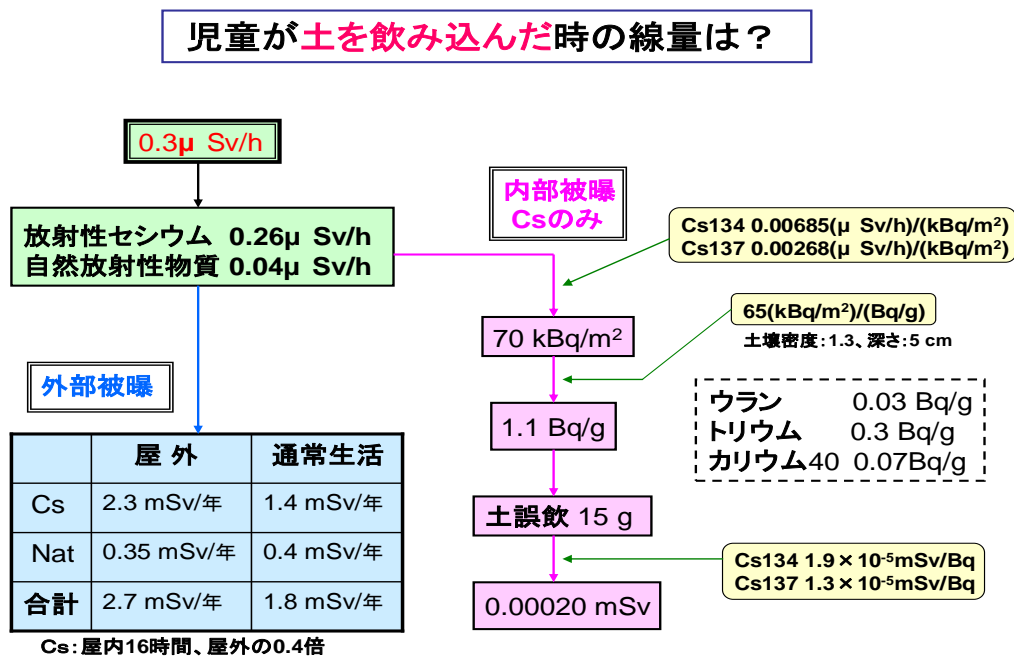 児童が土を飲み込んだ時の線量は？
0.3μ Sv/h
放射性セシウム 0.26μ Sv/h
自然放射性物質 0.04μ Sv/h
内部被曝
Csのみ
Cs134 0.00685(μ Sv/h)/(kBq/m²)
Cs137 0.00268(μ Sv/h)/(kBq/m²)
70 kBq/m²
65(kBq/m²)/(Bq/g)
土壌密度：1.3、深さ：5 cm
1.1 Bq/g
ウラン 0.03 Bq/g
トリウム 0.3 Bq/g
カリウム40 0.07Bq/g
土誤飲 15 g
Cs134 1.9×10⁻⁵mSv/Bq
Cs137 1.3×10⁻⁵mSv/Bq
0.00020 mSv
外部被曝
屋 外 通常生活
Cs 2.3 mSv/年 1.4 mSv/年
Nat 0.35 mSv/年 0.4 mSv/年
合計 2.7 mSv/年 1.8 mSv/年
Cs：屋内16時間、屋外の0.4倍